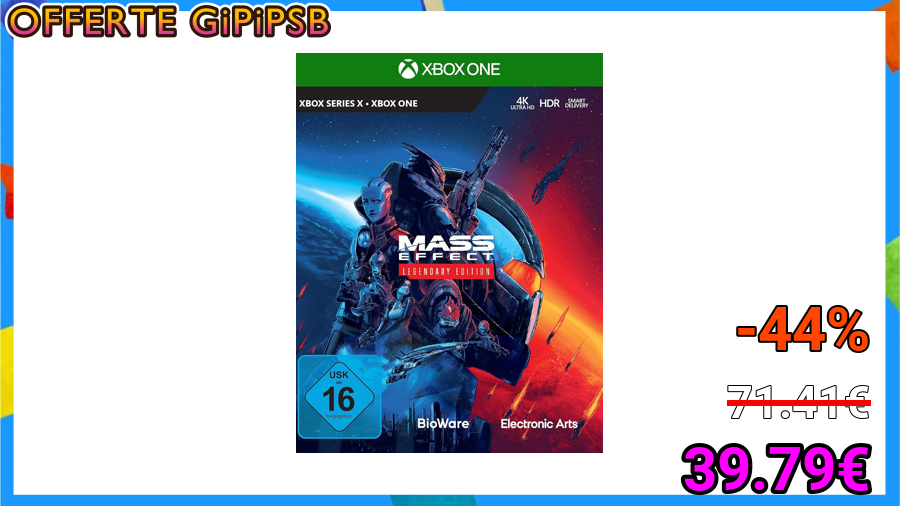 OFFERTE GiPiPSB
XBOX ONE
XBOX SERIES X • XBOX ONE
4K
ULTRA HD
HDR
SMART
DELIVERY
MASS
EFFECT
LEGENDARY EDITION
USK
ab
16
freigegeben
BioWare
Electronic Arts
-44%
71.41€
39.79€